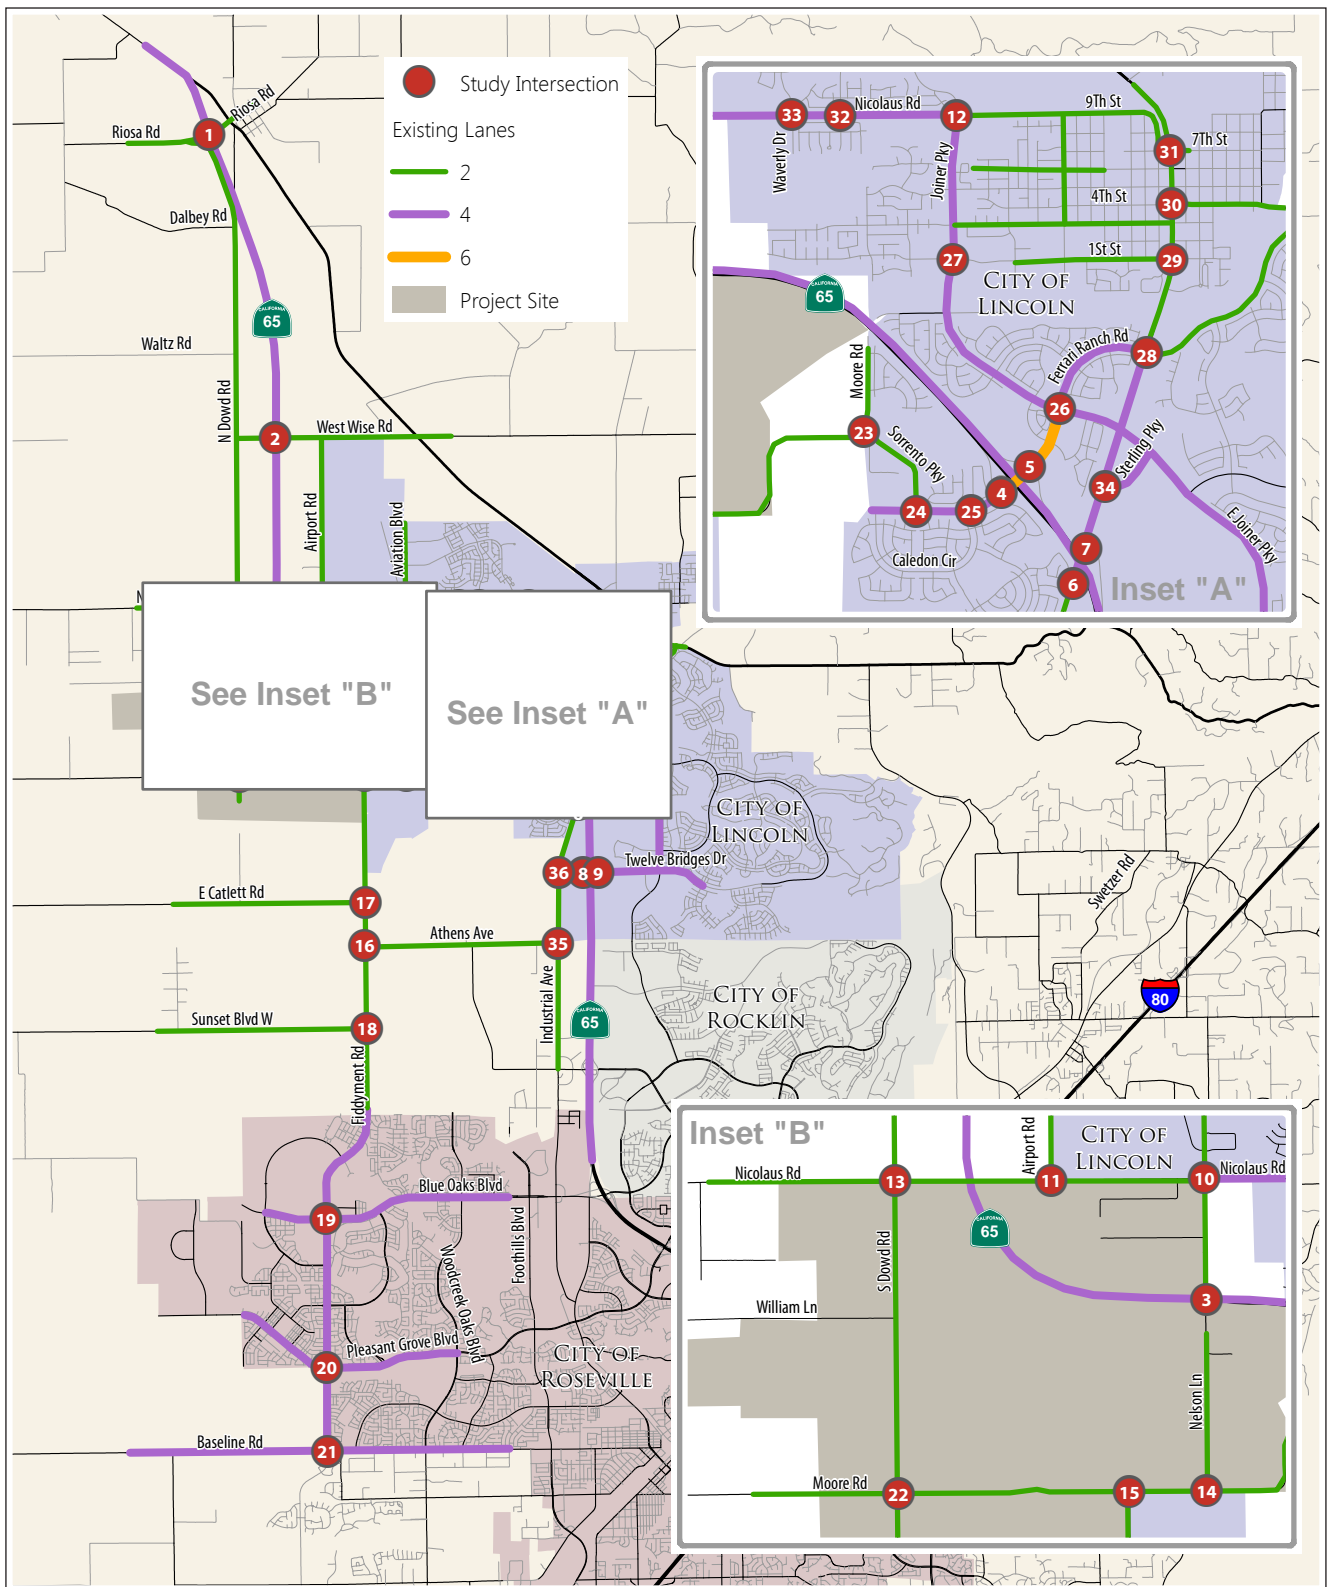 Study Intersection
Existing Lanes
2
4
6
Project Site
Riosa Rd
Riosa Rd
1
Dalbey Rd
CALIFORNIA
65
Waltz Rd
N Dowd Rd
2
West Wise Rd
Airport Rd
Aviation Blvd
N
See Inset "B"
See Inset "A"
33
32
Nicolaus Rd
12
9Th St
7Th St
31
Waverly Dr
Joiner Pky
4Th St
30
1St St
29
27
CITY OF
LINCOLN
CALIFORNIA
65
Moore Rd
Ferrari Ranch Rd
28
26
23
Sorrento Pky
5
4
Sterling Pky
34
24
25
E Joiner Pky
Caledon Cir
7
6
Inset "A"
CITY OF
LINCOLN
Twelve Bridges Dr
36
8
9
E Catlett Rd
17
Athens Ave
16
35
Swetzer Rd
80
CITY OF
ROCKLIN
Industrial Ave
CALIFORNIA
65
Sunset Blvd W
18
Fiddyment Rd
Blue Oaks Blvd
19
Foothills Blvd
Woodcreek Oaks Blvd
Pleasant Grove Blvd
20
CITY OF
ROSEVILLE
Baseline Rd
21
Inset "B"
Airport Rd
CITY OF
LINCOLN
Nicolaus Rd
13
11
10
Nicolaus Rd
CALIFORNIA
65
S Dowd Rd
3
William Ln
Nelson Ln
Moore Rd
22
15
14